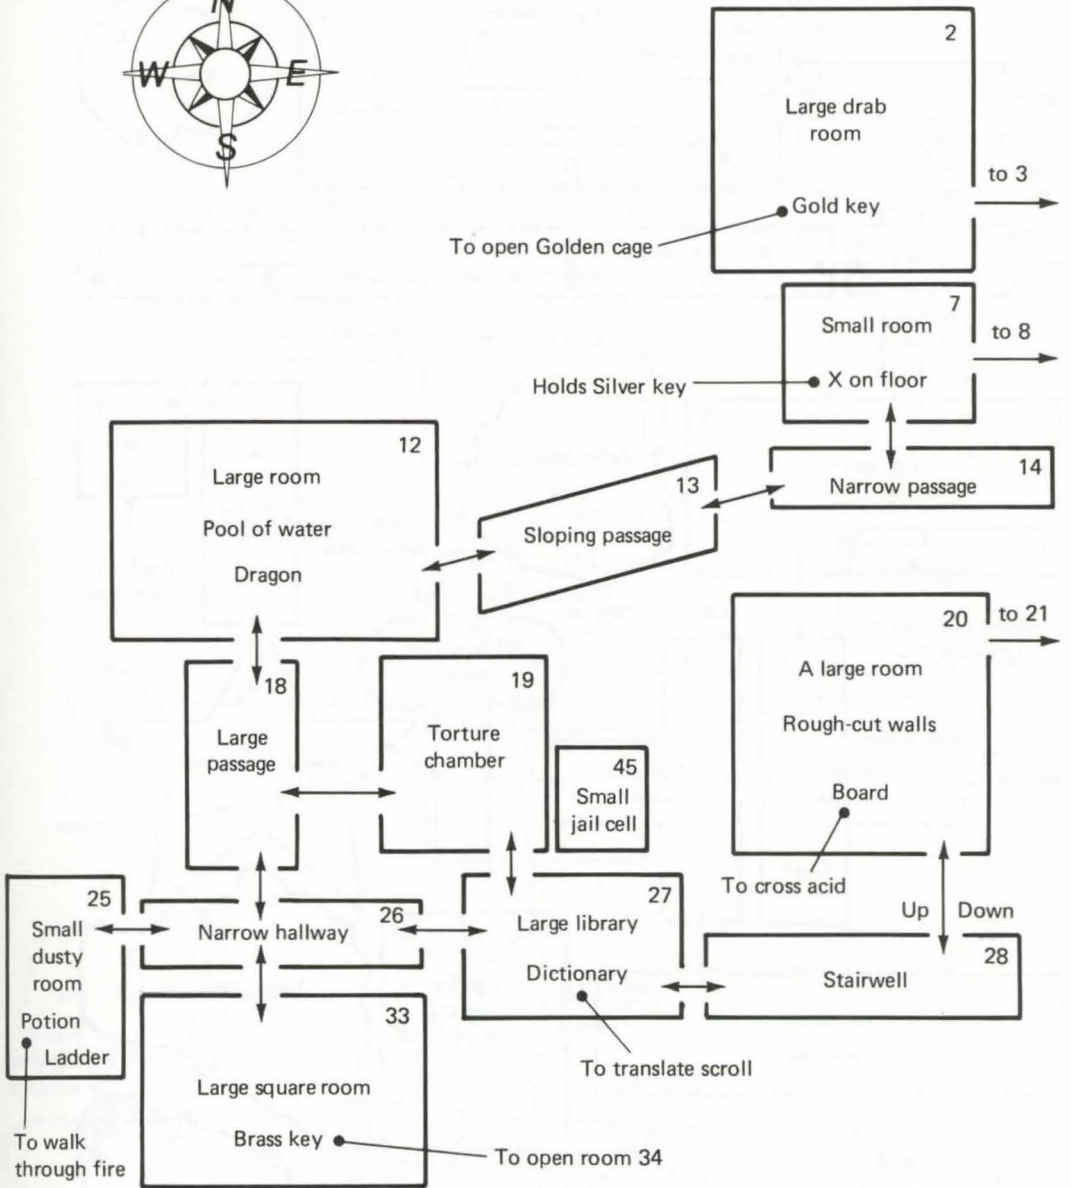 N
W E
S
2
Large drab
room
to 3
Gold key
To open Golden cage
7
Small room
to 8
Holds Silver key
X on floor
12
Large room
Pool of water
Dragon
13
Sloping passage
14
Narrow passage
20
to 21
A large room
Rough-cut walls
Board
To cross acid
18
Large
passage
19
Torture
chamber
45
Small
jail cell
Up Down
25
Small
dusty
room
Potion
Ladder
26
Narrow hallway
27
Large library
Dictionary
28
Stairwell
To translate scroll
33
Large square room
Brass key
To open room 34
To walk
through fire